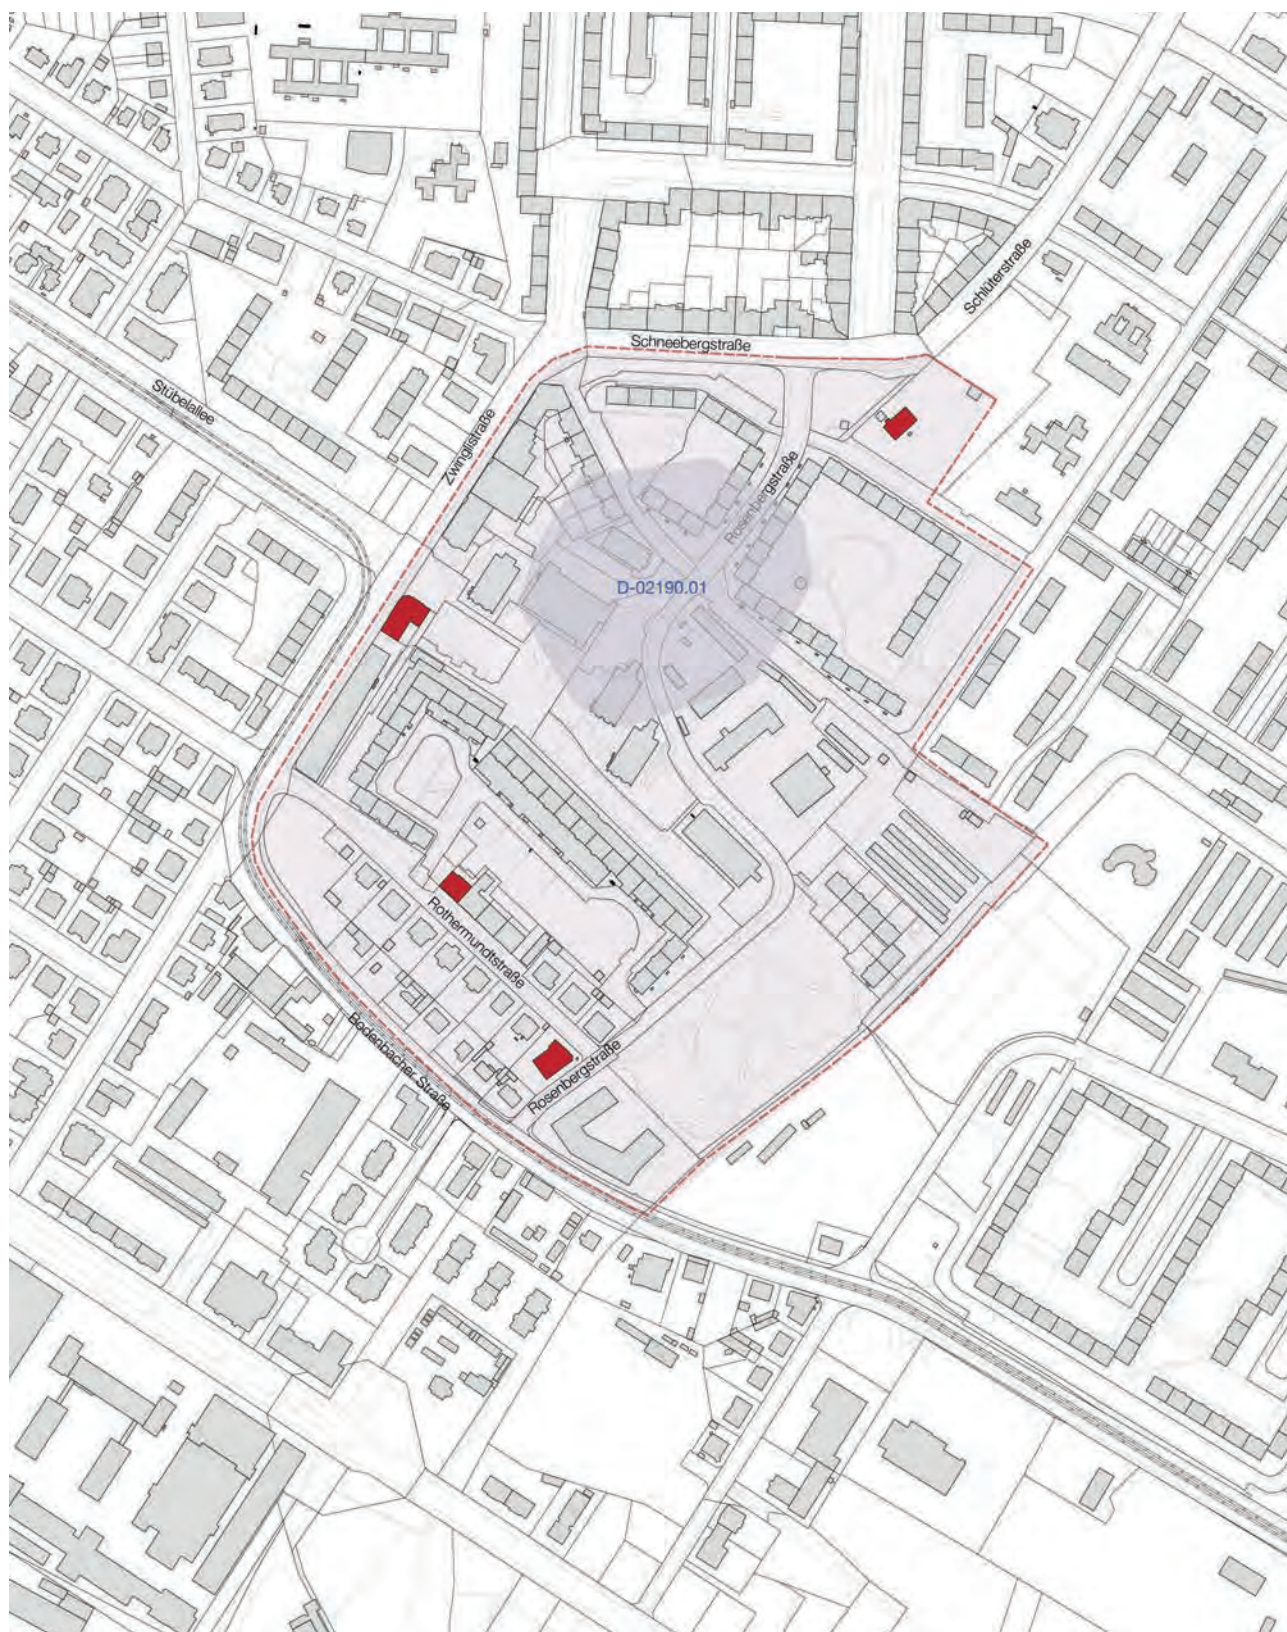 Schlüterstraße
Schneebergstraße
Stübelallee
Zwinglistraße
Rosenbergstraße
D-02190.01
Rothermundtstraße
Bodenbacher Straße
Rosenbergstraße